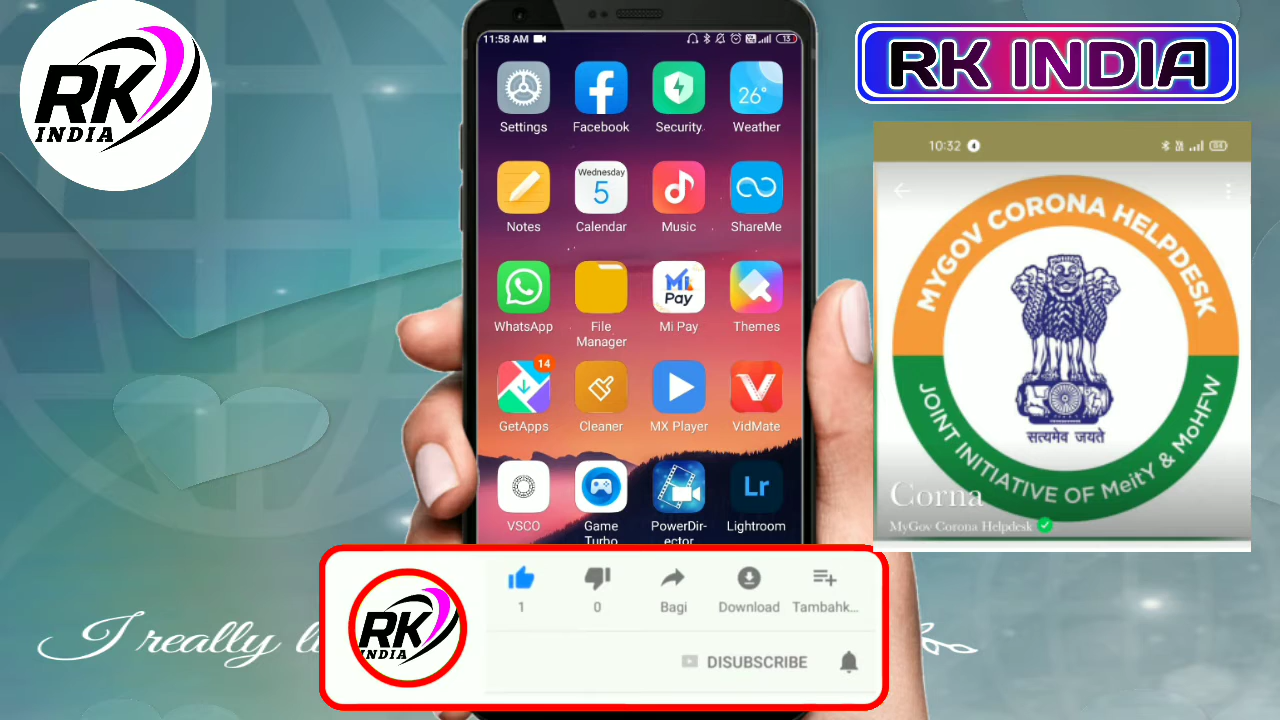 RK
INDIA
RK INDIA
11:58 AM
13
Settings
Facebook
Security
26°
Weather
Wednesday
5
Notes
Calendar
Music
ShareMe
Mi
Pay
WhatsApp
File
Manager
Mi Pay
Themes
14
GetApps
Cleaner
MX Player
VidMate
Lr
VSCO
Game
Turbo
PowerDir-
ector
Lightroom
10:32
MYGOV CORONA HELPDESK
सत्यमेव जयते
JOINT INITIATIVE OF MeitY & MoHFW
Corna
MyGov Corona Helpdesk
I really
RK
INDIA
1
0
Bagi
Download
Tambahk...
DISUBSCRIBE